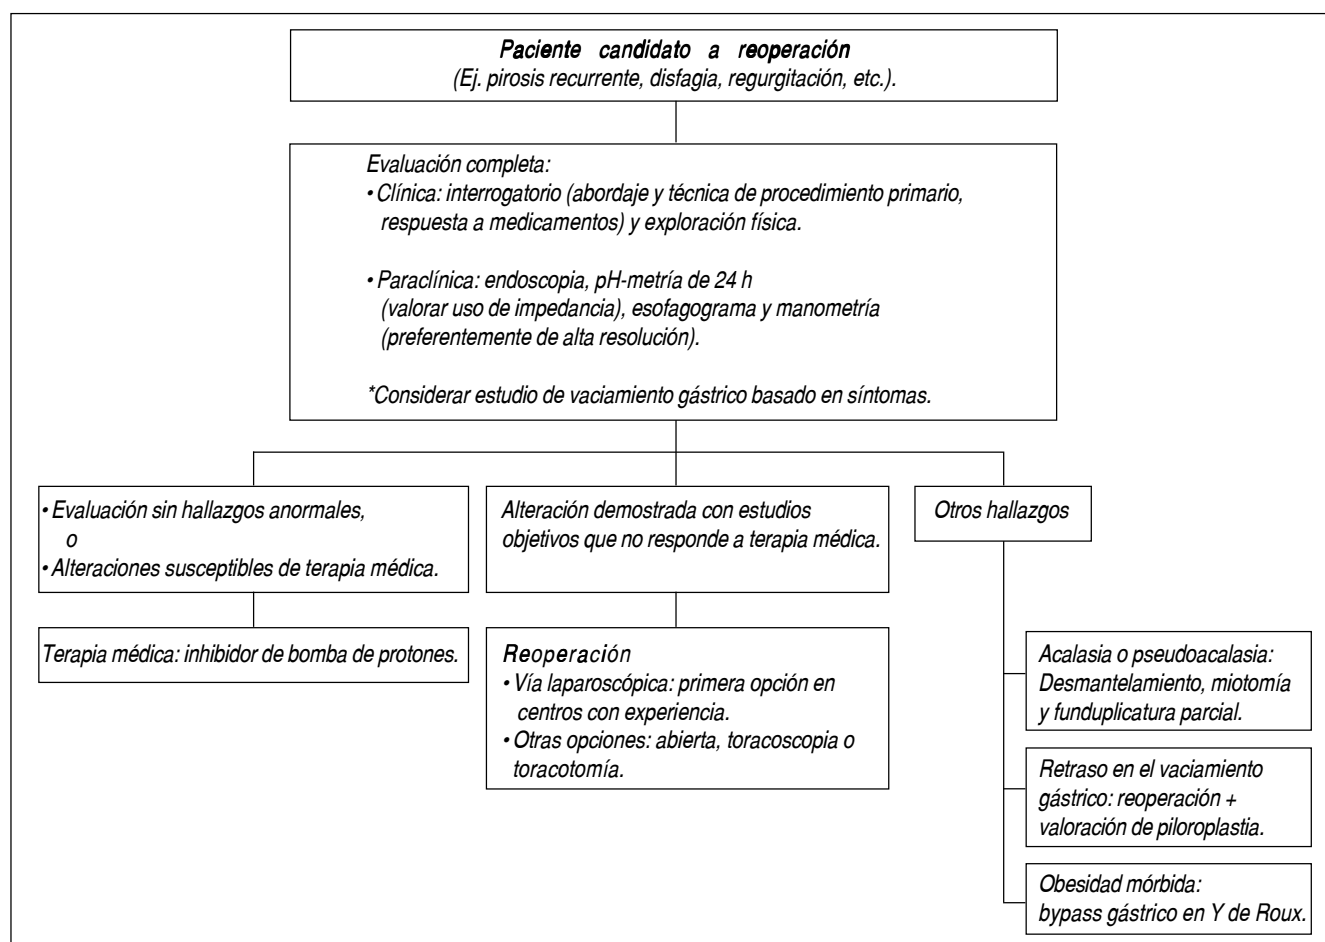 Paciente candidato a reoperación
(Ej. pirosis recurrente, disfagia, regurgitación, etc.).
Evaluación completa:
• Clínica: interrogatorio (abordaje y técnica de procedimiento primario,
respuesta a medicamentos) y exploración física.
• Paraclínica: endoscopia, pH-metría de 24 h
(valorar uso de impedancia), esofagograma y manometría
(preferentemente de alta resolución).
*Considerar estudio de vaciamiento gástrico basado en síntomas.
• Evaluación sin hallazgos anormales,
o
• Alteraciones susceptibles de terapia médica.
Terapia médica: inhibidor de bomba de protones.
Alteración demostrada con estudios
objetivos que no responde a terapia médica.
Reoperación
• Vía laparoscópica: primera opción en
centros con experiencia.
• Otras opciones: abierta, toracoscopia o
toracotomía.
Otros hallazgos
Acalasia o pseudoacalasia:
Desmantelamiento, miotomía
y funduplicatura parcial.
Retraso en el vaciamiento
gástrico: reoperación +
valoración de piloroplastia.
Obesidad mórbida:
bypass gástrico en Y de Roux.